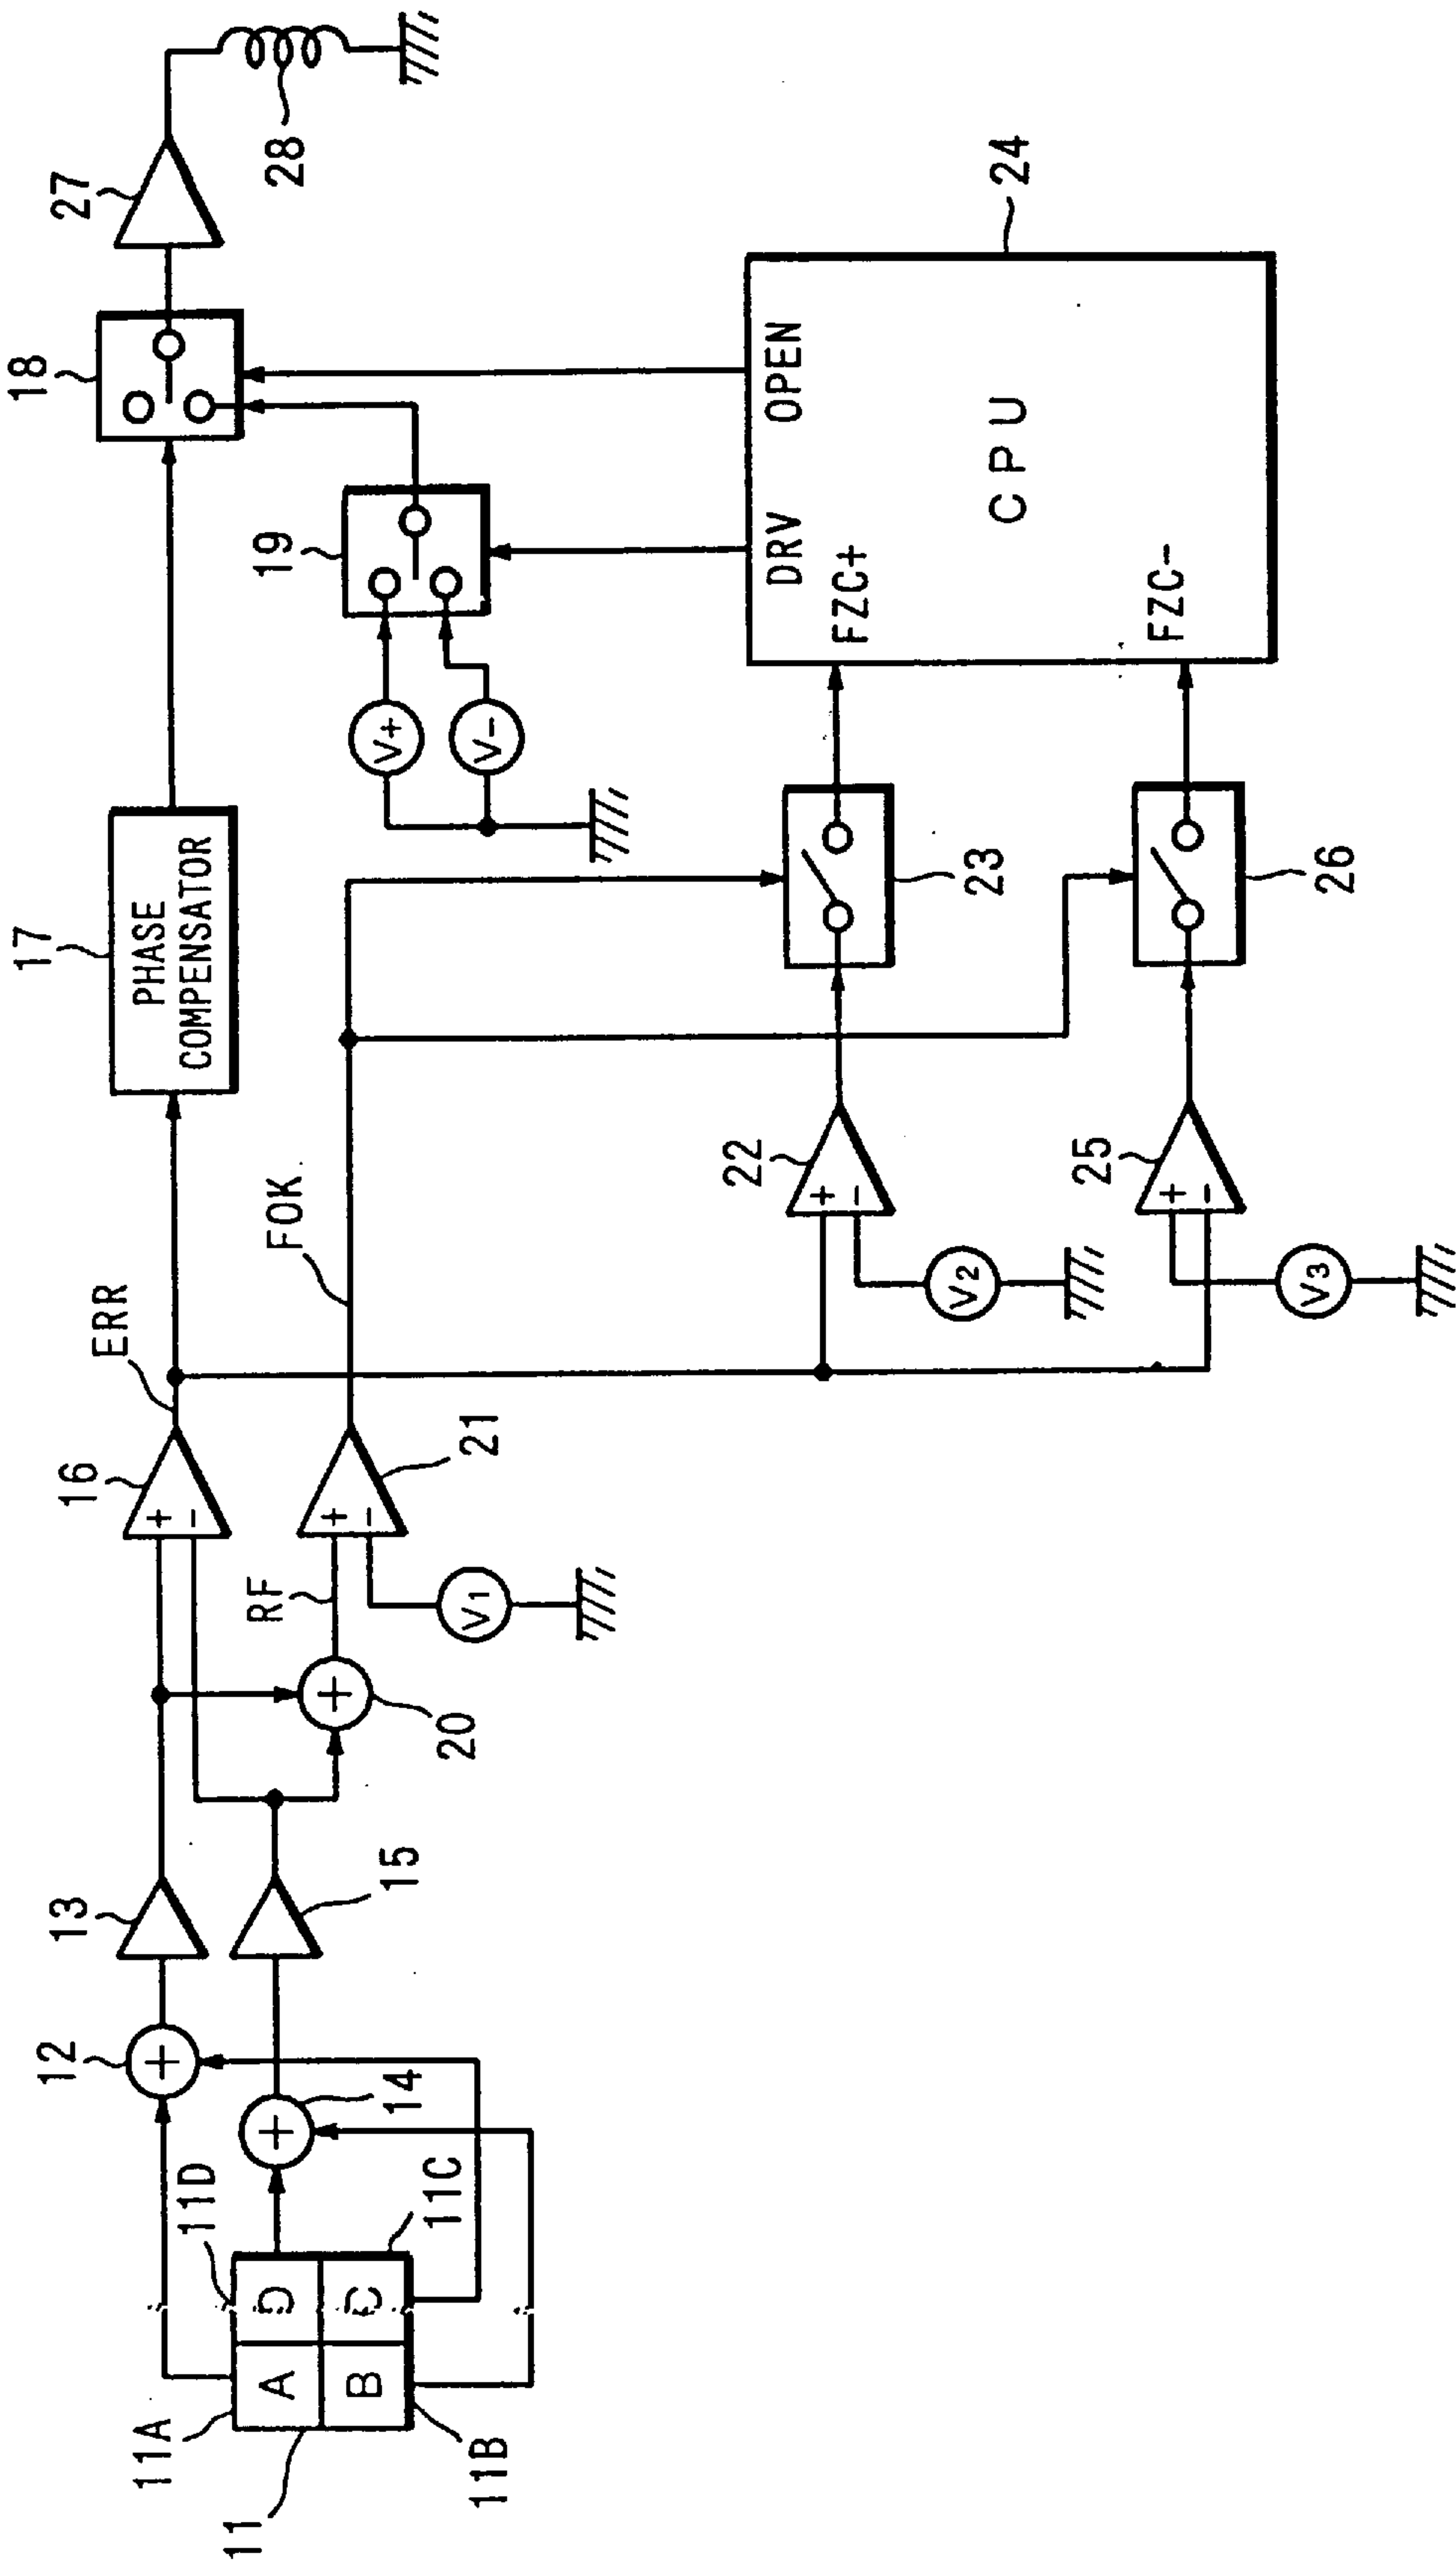 27
28
18
24
19
DRV
OPEN
CPU
FZC+
FZC-
V+
V-
17
PHASE
COMPENSATOR
23
26
FOK
22
25
+
-
+
-
V2
V3
ERR
16
+
-
21
+
-
RF
V1
20
+
13
15
12
+
14
+
11D
11C
A
D
B
C
11A
11B
11